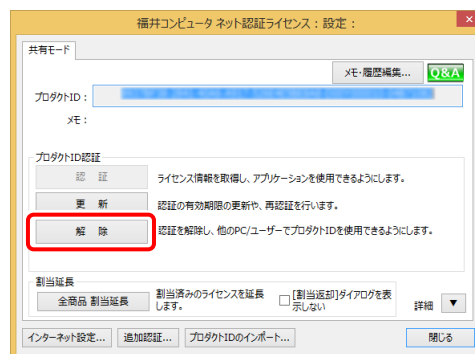 福井コンピュータ ネット認証ライセンス：設定：
×
共有モード
メモ・履歴編集...
Q&A
プロダクトID：
メモ：
プロダクトID認証
認 証
ライセンス情報を取得し、アプリケーションを使用できるようにします。
更 新
認証の有効期限の更新や、再認証を行います。
解 除
認証を解除し、他のPC/ユーザーでプロダクトIDを使用できるようにします。
割当延長
全商品 割当延長
割当済みのライセンスを延長
します。
[割当返却]ダイアログを表
示しない
詳細 ▼
インターネット設定...
追加認証...
プロダクトIDのインポート...
閉じる